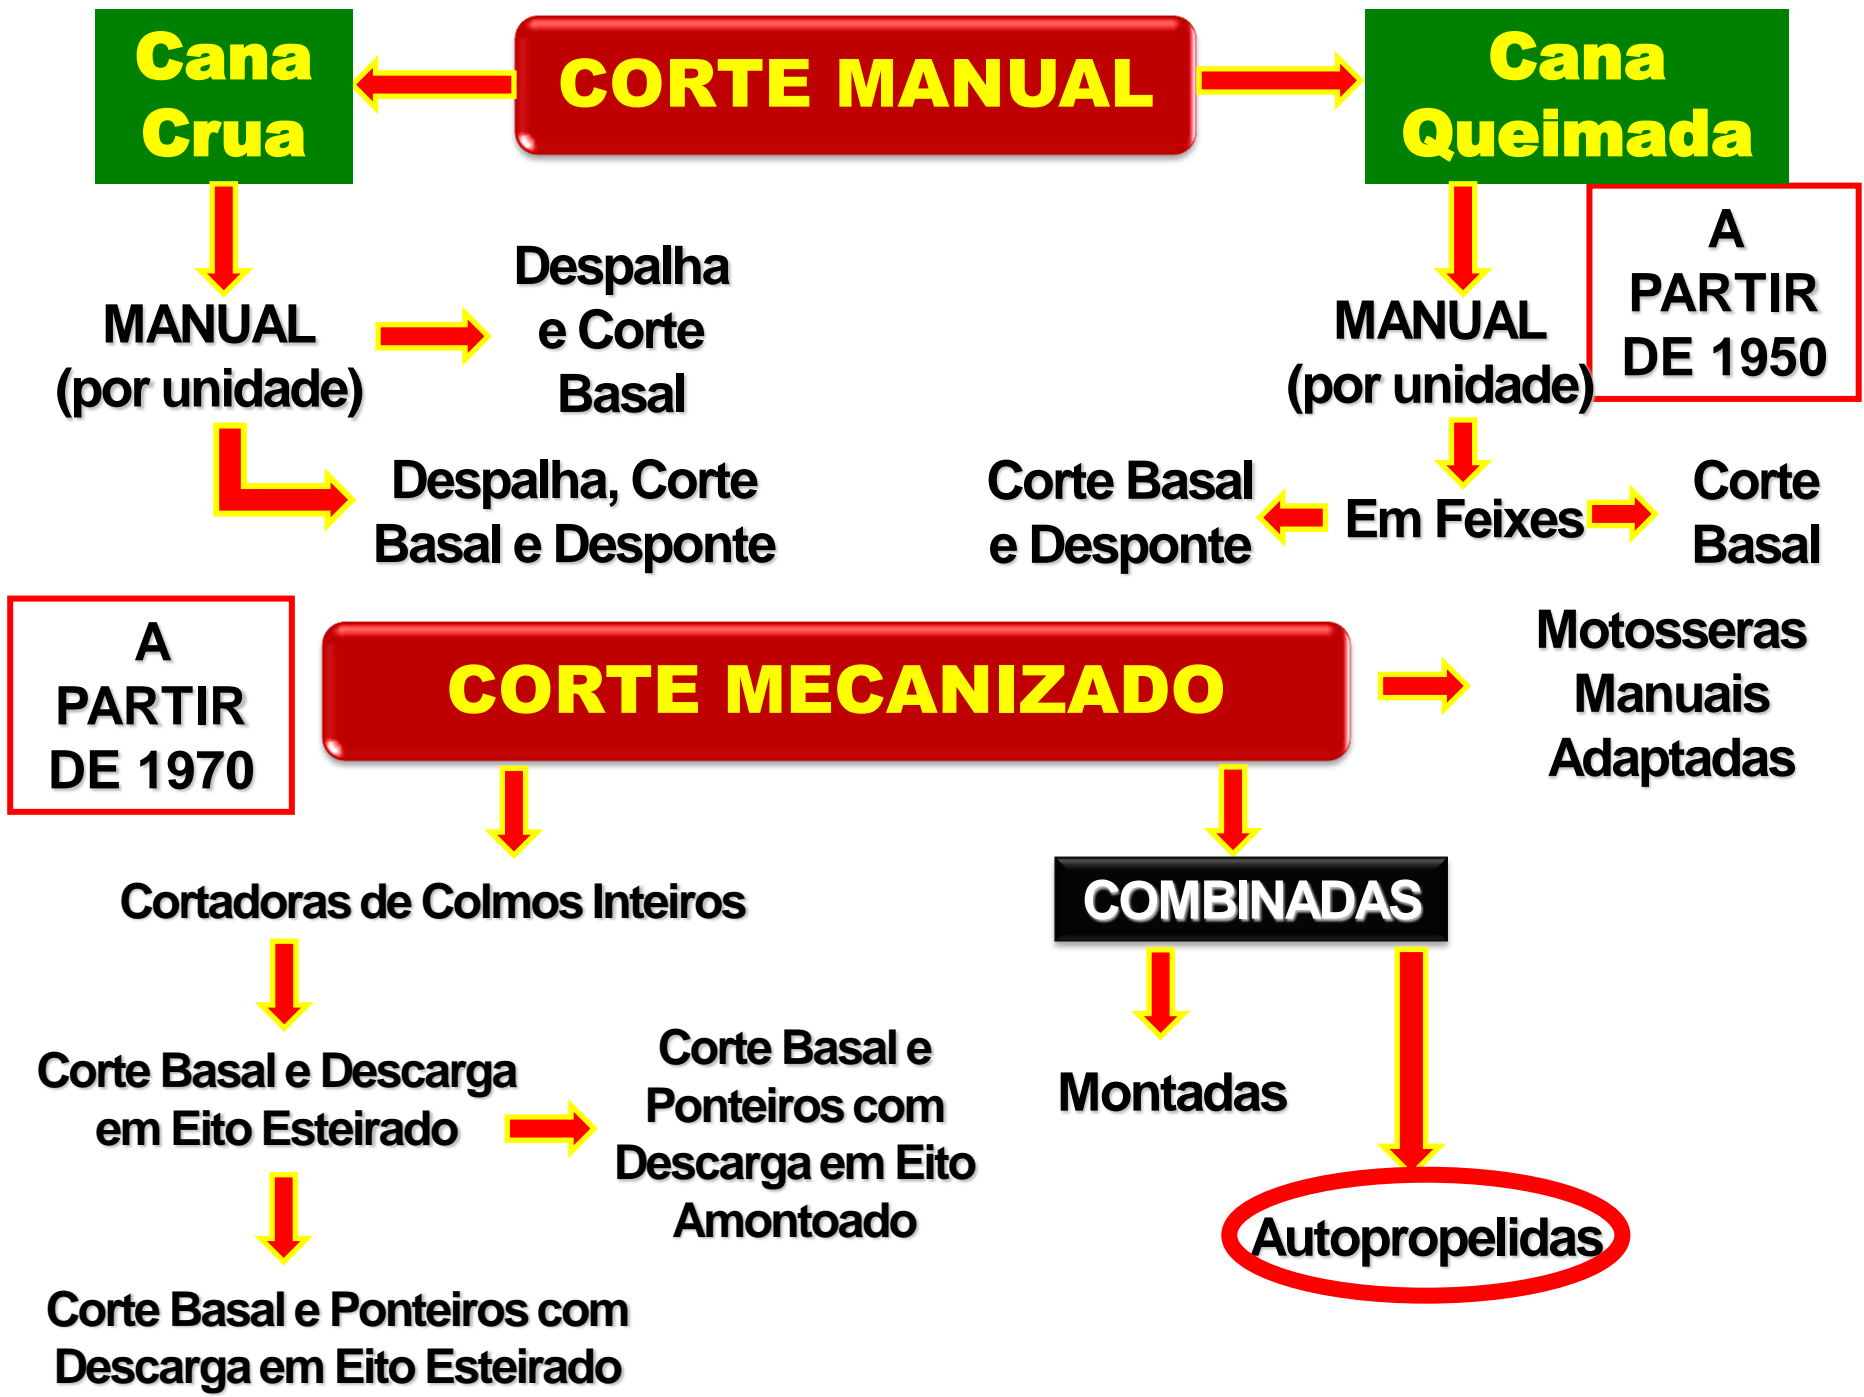 CORTE MANUAL
Cana
Crua
MANUAL
(por unidade)
Despalha
e Corte
Basal
Despalha, Corte
Basal e Desponte
Cana
Queimada
A
PARTIR
DE 1950
MANUAL
(por unidade)
Em Feixes
Corte Basal
e Desponte
Corte
Basal
A
PARTIR
DE 1970
CORTE MECANIZADO
Motosseras
Manuais
Adaptadas
Cortadoras de Colmos Inteiros
Corte Basal e Descarga
em Eito Esteirado
Corte Basal e
Ponteiros com
Descarga em Eito
Amontoado
Corte Basal e Ponteiros com
Descarga em Eito Esteirado
COMBINADAS
Montadas
Autopropelidas